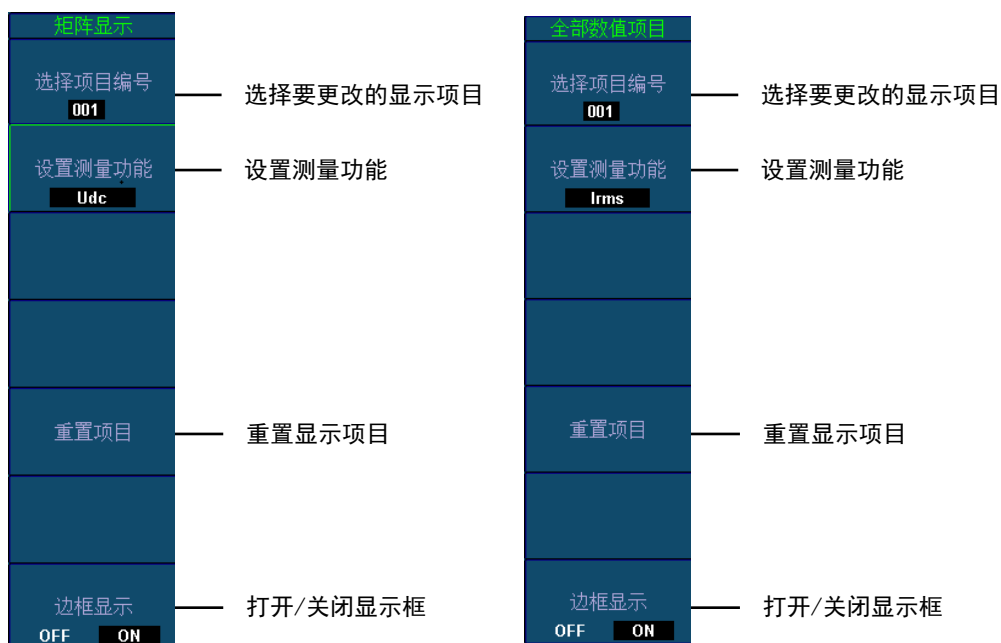 矩阵显示
选择项目编号
001
选择要更改的显示项目
设置测量功能
Udc
设置测量功能
重置项目
重置显示项目
边框显示
OFF ON
打开/关闭显示框
全部数值项目
选择项目编号
001
选择要更改的显示项目
设置测量功能
Irms
设置测量功能
重置项目
重置显示项目
边框显示
OFF ON
打开/关闭显示框